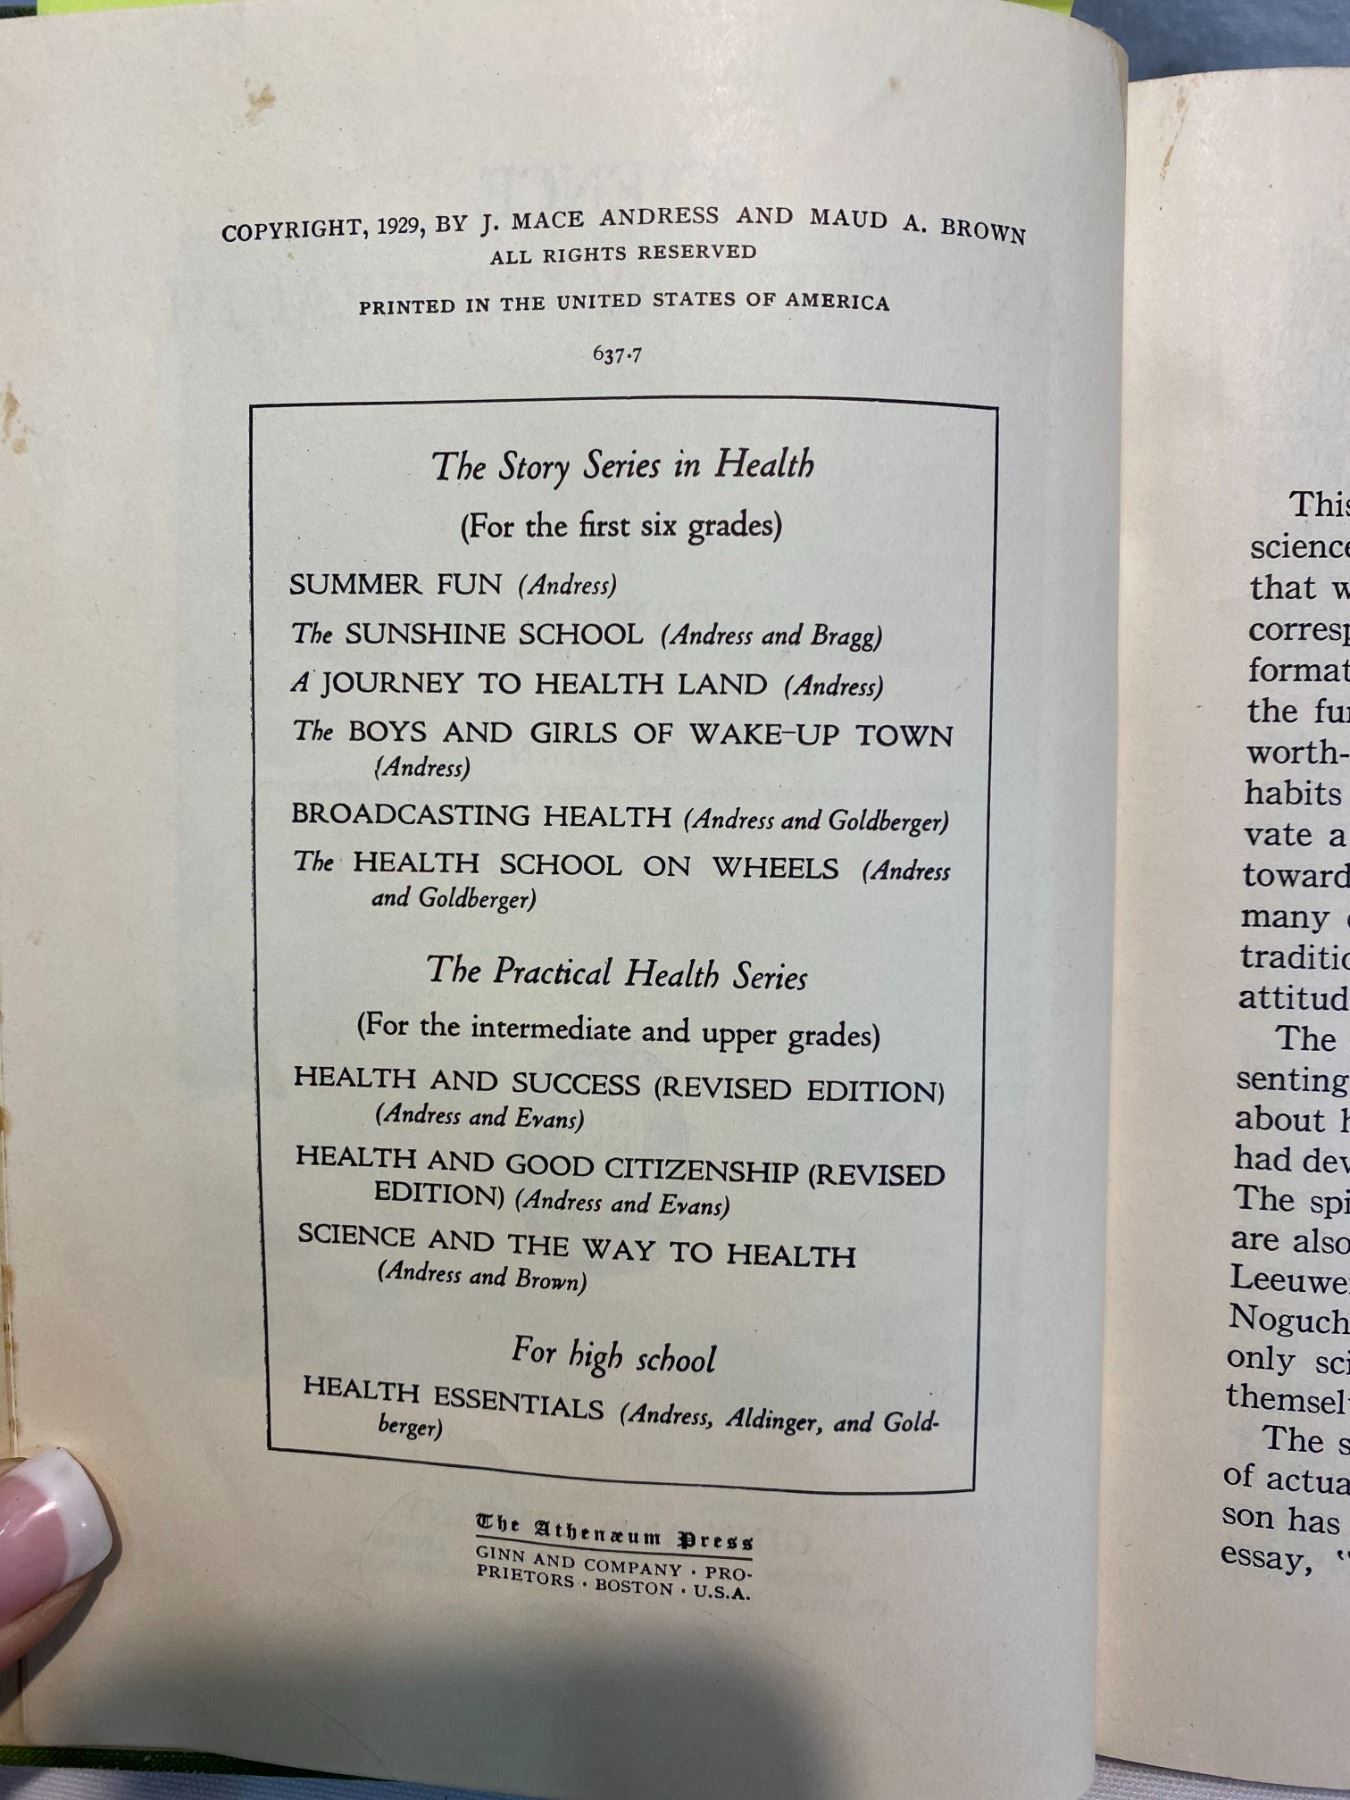 COPYRIGHT, 1929, BY J. MACE ANDRESS AND MAUD A. BROWN
ALL RIGHTS RESERVED
PRINTED IN THE UNITED STATES OF AMERICA
637.7
The Story Series in Health
(For the first six grades)
SUMMER FUN (Andress)
The SUNSHINE SCHOOL (Andress and Bragg)
A JOURNEY TO HEALTH LAND (Andress)
The BOYS AND GIRLS OF WAKE-UP TOWN
(Andress)
BROADCASTING HEALTH (Andress and Goldberger)
The HEALTH SCHOOL ON WHEELS (Andress
and Goldberger)
The Practical Health Series
(For the intermediate and upper grades)
HEALTH AND SUCCESS (REVISED EDITION)
(Andress and Evans)
HEALTH AND GOOD CITIZENSHIP (REVISED
EDITION) (Andress and Evans)
SCIENCE AND THE WAY TO HEALTH
(Andress and Brown)
For high school
HEALTH ESSENTIALS (Andress, Aldinger, and Gold-
berger)
The Athenæum Press
GINN AND COMPANY · PRO-
PRIETORS · BOSTON · U.S.A.
This
science
that w
corresp
format
the fun
worth-
habits
vate a
toward
many
traditio
attitud
The
senting
about h
had dev
The spi
are also
Leeuwe
Noguch
only sci
themsel
The s
of actua
son has
essay, "